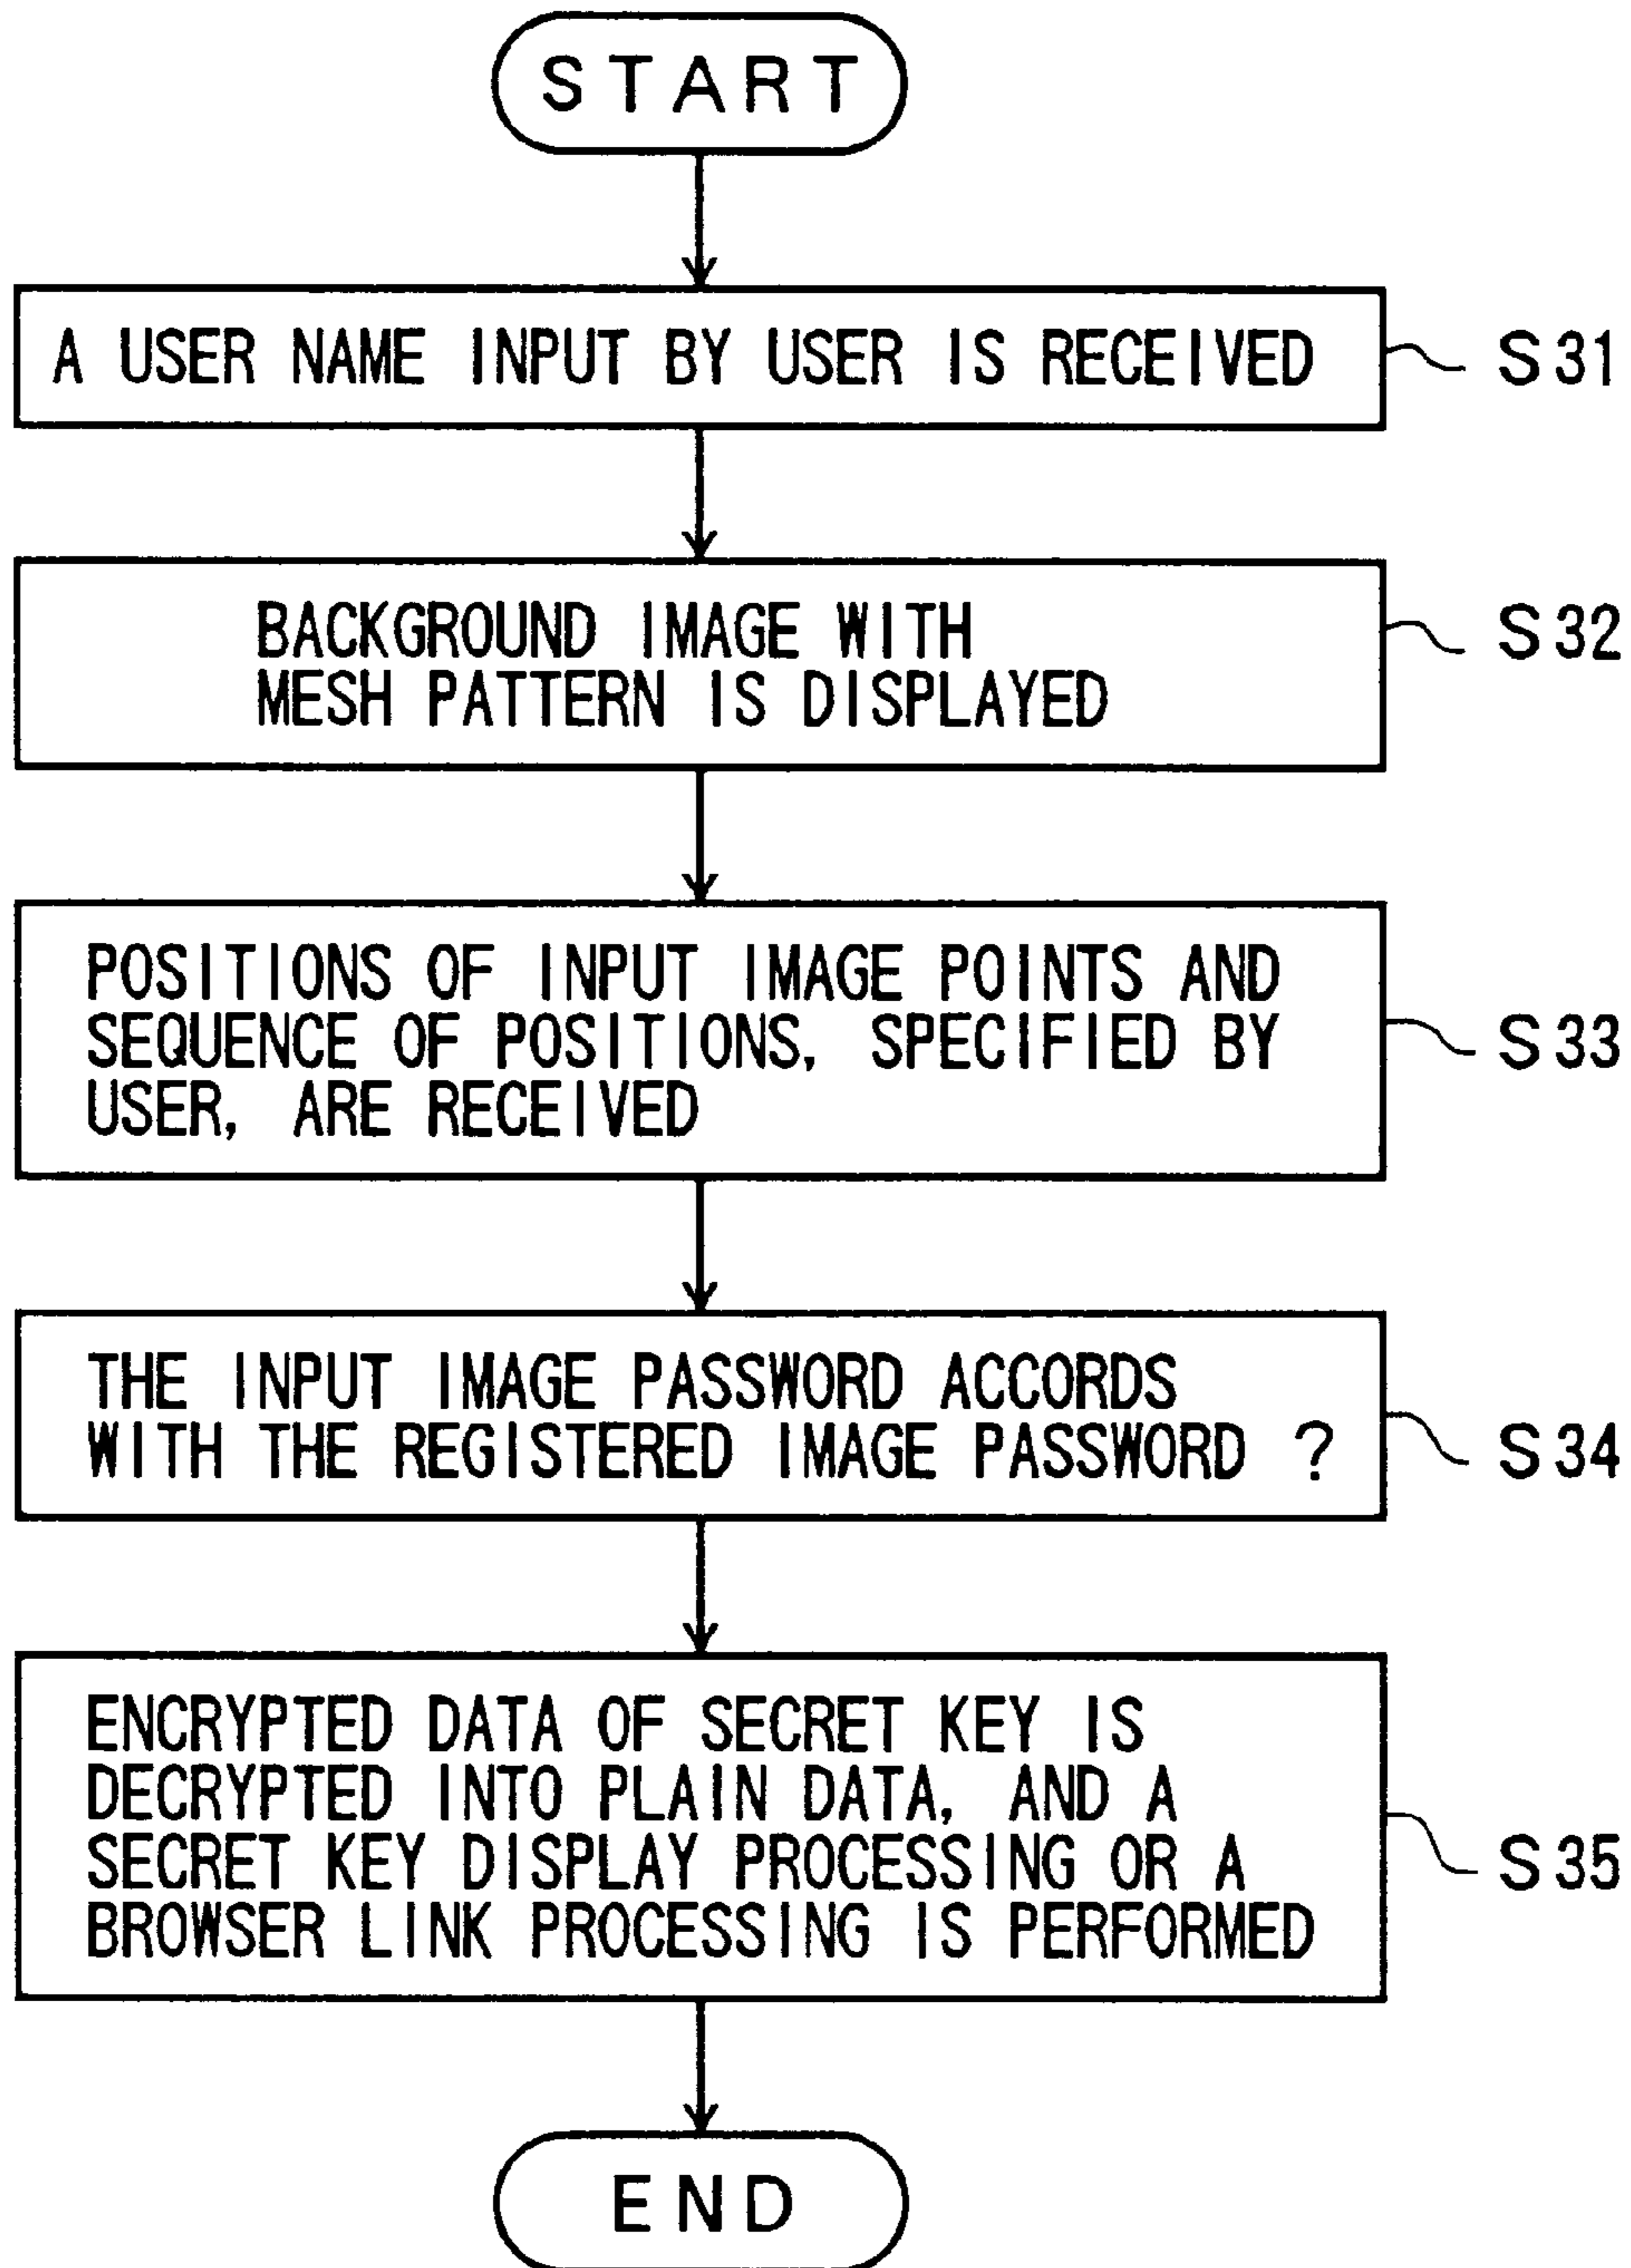 START
A USER NAME INPUT BY USER IS RECEIVED
S31
BACKGROUND IMAGE WITH
MESH PATTERN IS DISPLAYED
S32
POSITIONS OF INPUT IMAGE POINTS AND
SEQUENCE OF POSITIONS, SPECIFIED BY
USER, ARE RECEIVED
S33
THE INPUT IMAGE PASSWORD ACCORDS
WITH THE REGISTERED IMAGE PASSWORD ?
S34
ENCRYPTED DATA OF SECRET KEY IS
DECRYPTED INTO PLAIN DATA, AND A
SECRET KEY DISPLAY PROCESSING OR A
BROWSER LINK PROCESSING IS PERFORMED
S35
END